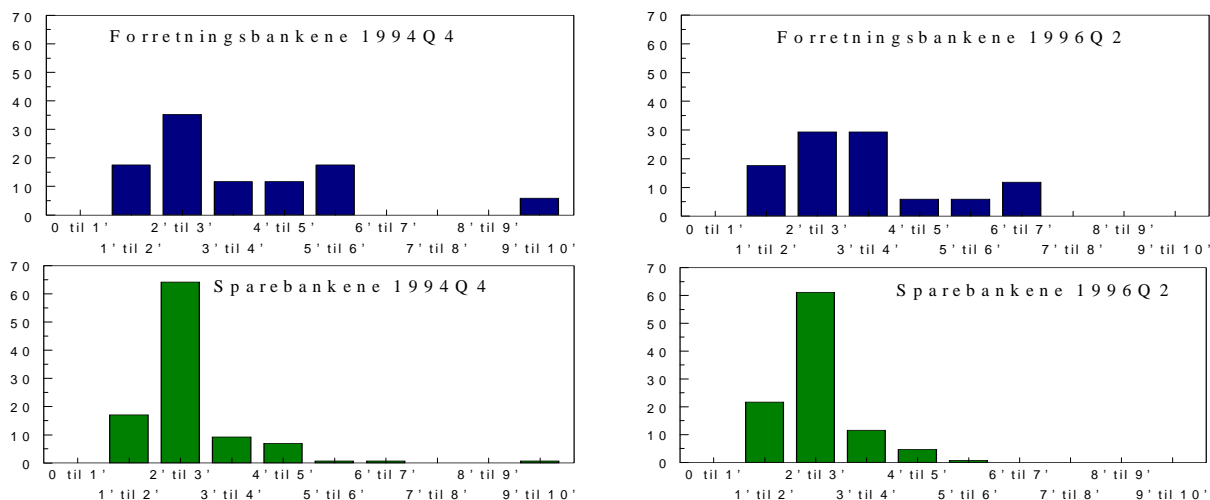 Forretningsbankene 1994Q4
70
60
50
40
30
20
10
0
0 til 1' 2' til 3' 4' til 5' 6' til 7' 8' til 9'
1' til 2' 3' til 4' 5' til 6' 7' til 8' 9' til 10'
Forretningsbankene 1996Q2
70
60
50
40
30
20
10
0
0 til 1' 2' til 3' 4' til 5' 6' til 7' 8' til 9'
1' til 2' 3' til 4' 5' til 6' 7' til 8' 9' til 10'
Sparebankene 1994Q4
70
60
50
40
30
20
10
0
0 til 1' 2' til 3' 4' til 5' 6' til 7' 8' til 9'
1' til 2' 3' til 4' 5' til 6' 7' til 8' 9' til 10'
Sparebankene 1996Q2
70
60
50
40
30
20
10
0
0 til 1' 2' til 3' 4' til 5' 6' til 7' 8' til 9'
1' til 2' 3' til 4' 5' til 6' 7' til 8' 9' til 10'